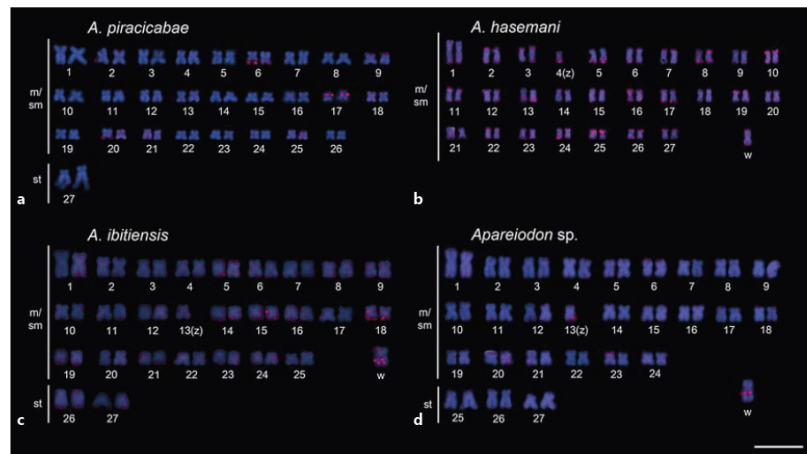 A. piracicabae
1 2 3 4 5 6 7 8 9
m/
sm
10 11 12 13 14 15 16 17 18
19 20 21 22 23 24 25 26
st
27
a
A. hasemani
1 2 3 4(z) 5 6 7 8 9 10
m/
sm
11 12 13 14 15 16 17 18 19 20
21 22 23 24 25 26 27 w
b
A. ibitiensis
1 2 3 4 5 6 7 8 9
m/
sm
10 11 12 13(z) 14 15 16 17 18
19 20 21 22 23 24 25 w
st
26 27
c
Apareiodon sp.
1 2 3 4 5 6 7 8 9
m/
sm
10 11 12 13(z) 14 15 16 17 18
19 20 21 22 23 24
w
st
25 26 27
d